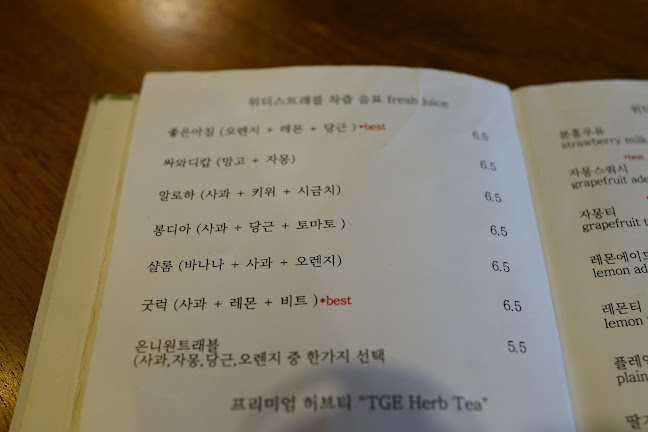 위더스트래블 착즙 음료 fresh juice
좋은아침 (오렌지 + 레몬 + 당근 )*best 6.5
싸와디캅 (망고 + 자몽) 6.5
알로하 (사과 + 키위 + 시금치) 6.5
봉디아 (사과 + 당근 + 토마토 ) 6.5
샬롬 (바나나 + 사과 + 오렌지) 6.5
굿럭 (사과 + 레몬 + 비트 )*best 6.5
온니원트래블 5.5
(사과,자몽,당근,오렌지 중 한가지 선택
프리미엄 허브티 "TGE Herb Tea"
위더
분홍우유
strawberry milk
*best
자몽스쿼시
grapefruit ade
자몽티
grapefruit t
레몬에이드
lemon ad
레몬티
lemon
플레인
plain
딸기